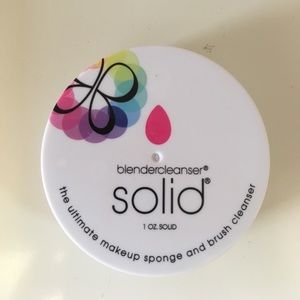 blendercleanser®
solid®
1 OZ. SOLID
the ultimate makeup sponge and brush cleanser